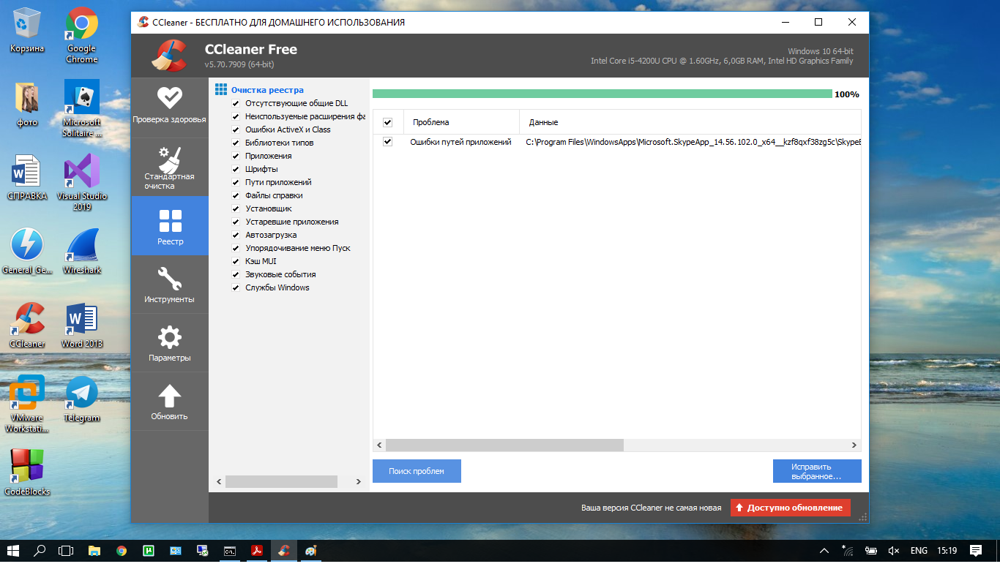 Корзина
Google
Chrome
фото
Microsoft
Solitaire ...
СПРАВКА
Visual Studio
2019
General_Ge...
Wireshark
CCleaner
Word 2013
VMware
Workstati...
Telegram
CodeBlocks
CCleaner - БЕСПЛАТНО ДЛЯ ДОМАШНЕГО ИСПОЛЬЗОВАНИЯ
CCleaner Free
v5.70.7909 (64-bit)
Windows 10 64-bit
Intel Core i5-4200U CPU @ 1.60GHz, 6,0GB RAM, Intel HD Graphics Family
Проверка здоровья
Стандартная
очистка
Реестр
Инструменты
Параметры
Обновить
Очистка реестра
Отсутствующие общие DLL
Неиспользуемые расширения фа
Ошибки ActiveX и Class
Библиотеки типов
Приложения
Шрифты
Пути приложений
Файлы справки
Установщик
Устаревшие приложения
Автозагрузка
Упорядочивание меню Пуск
Кэш MUI
Звуковые события
Службы Windows
100%
Проблема
Данные
Ошибки путей приложений
C:\Program Files\WindowsApps\Microsoft.SkypeApp_14.56.102.0_x64__kzf8qxf38zg5c\SkypeB
Поиск проблем
Исправить
выбранное...
Ваша версия CCleaner не самая новая
Доступно обновление
ENG
15:19